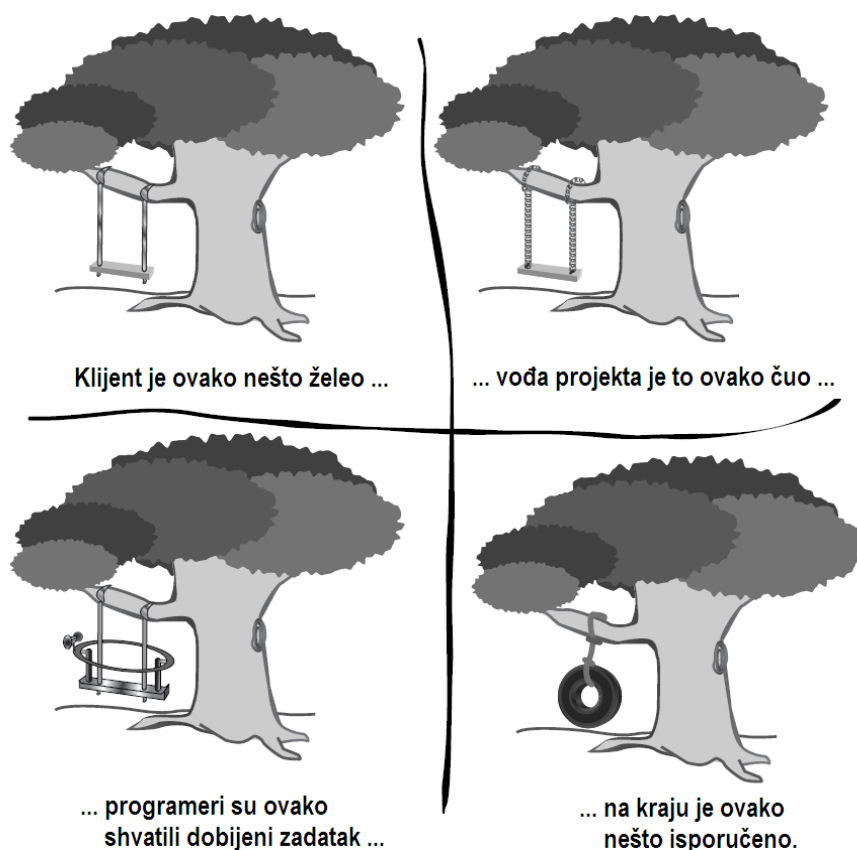 Klijent je ovako nešto želeo ...
... vođa projekta je to ovako čuo ...
... programeri su ovako
shvatili dobijeni zadatak ...
... na kraju je ovako
nešto isporučeno.